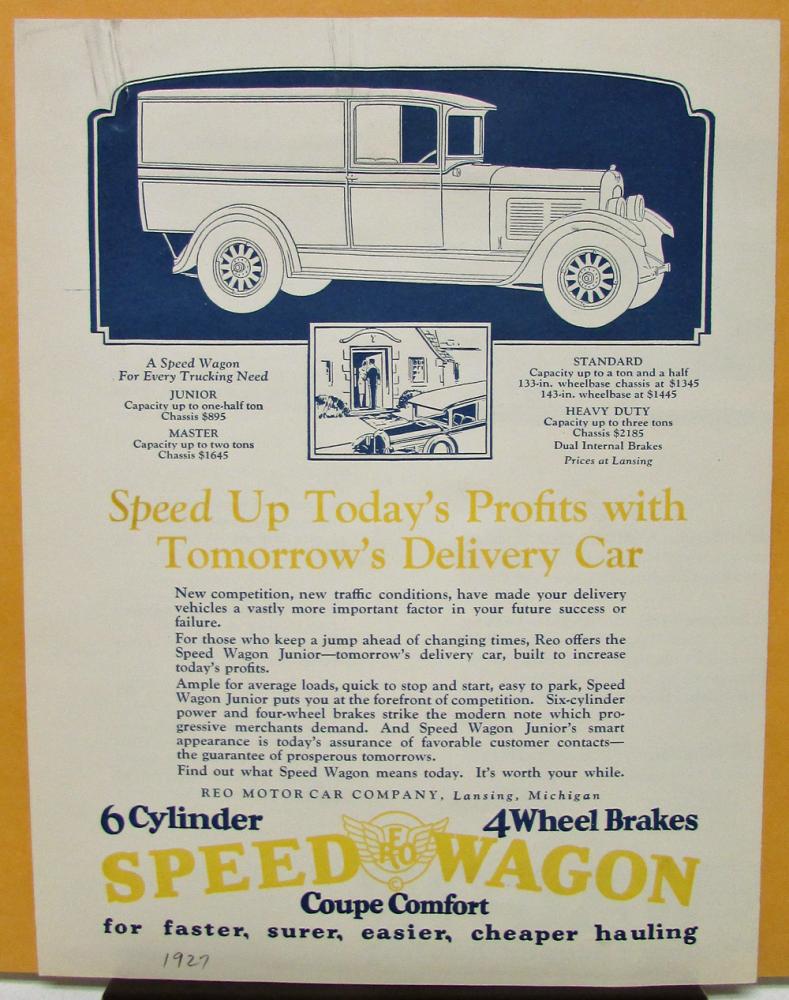 A Speed Wagon
For Every Trucking Need
JUNIOR
Capacity up to one-half ton
Chassis $895
MASTER
Capacity up to two tons
Chassis $1645
STANDARD
Capacity up to a ton and a half
133-in. wheelbase chassis at $1345
143-in. wheelbase at $1445
HEAVY DUTY
Capacity up to three tons
Chassis $2185
Dual Internal Brakes
Prices at Lansing
Speed Up Today's Profits with
Tomorrow's Delivery Car
New competition, new traffic conditions, have made your delivery
vehicles a vastly more important factor in your future success or
failure.
For those who keep a jump ahead of changing times, Reo offers the
Speed Wagon Junior—tomorrow's delivery car, built to increase
today's profits.
Ample for average loads, quick to stop and start, easy to park, Speed
Wagon Junior puts you at the forefront of competition. Six-cylinder
power and four-wheel brakes strike the modern note which pro-
gressive merchants demand. And Speed Wagon Junior's smart
appearance is today's assurance of favorable customer contacts—
the guarantee of prosperous tomorrows.
Find out what Speed Wagon means today. It's worth your while.
REO MOTOR CAR COMPANY, Lansing, Michigan
6 Cylinder
4 Wheel Brakes
SPEED REO WAGON
©
Coupe Comfort
for faster, surer, easier, cheaper hauling
1927